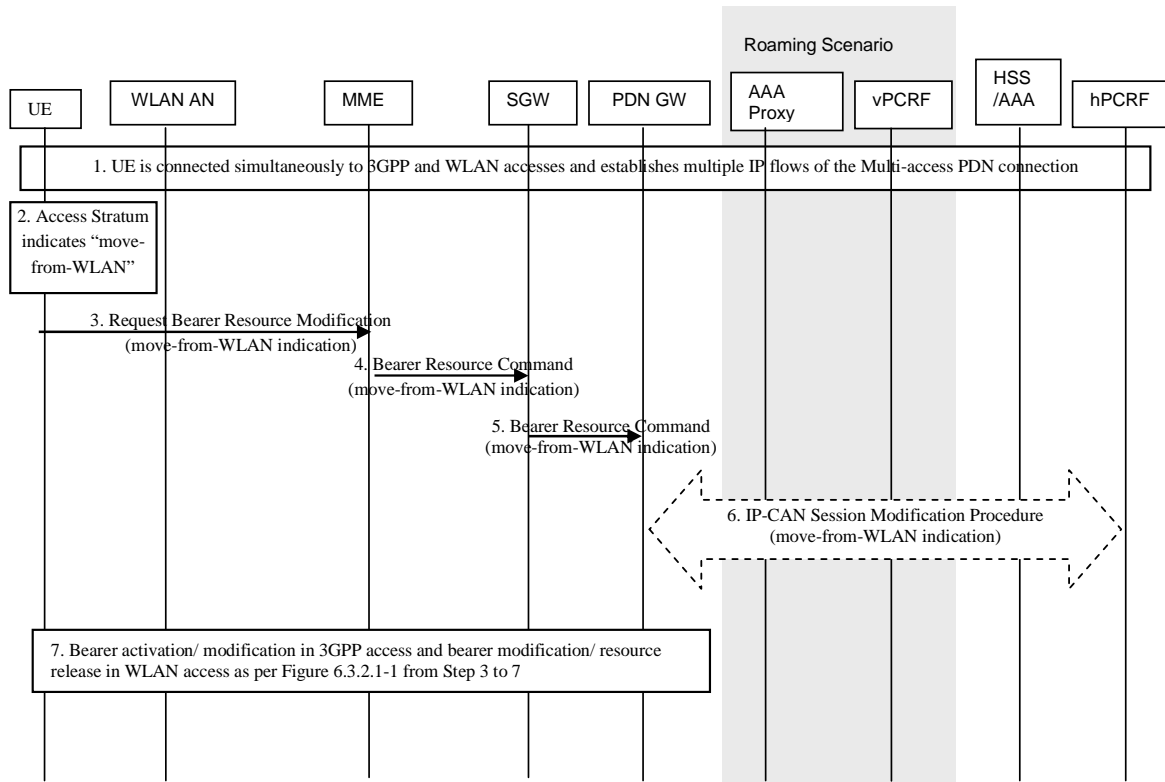 Roaming Scenario
UE
WLAN AN
MME
SGW
PDN GW
AAA
Proxy
vPCRF
HSS
/AAA
hPCRF
1. UE is connected simultaneously to 3GPP and WLAN accesses and establishes multiple IP flows of the Multi-access PDN connection
2. Access Stratum
indicates “move-
from-WLAN”
3. Request Bearer Resource Modification
(move-from-WLAN indication)
4. Bearer Resource Command
(move-from-WLAN indication)
5. Bearer Resource Command
(move-from-WLAN indication)
6. IP-CAN Session Modification Procedure
(move-from-WLAN indication)
7. Bearer activation/ modification in 3GPP access and bearer modification/ resource
release in WLAN access as per Figure 6.3.2.1-1 from Step 3 to 7